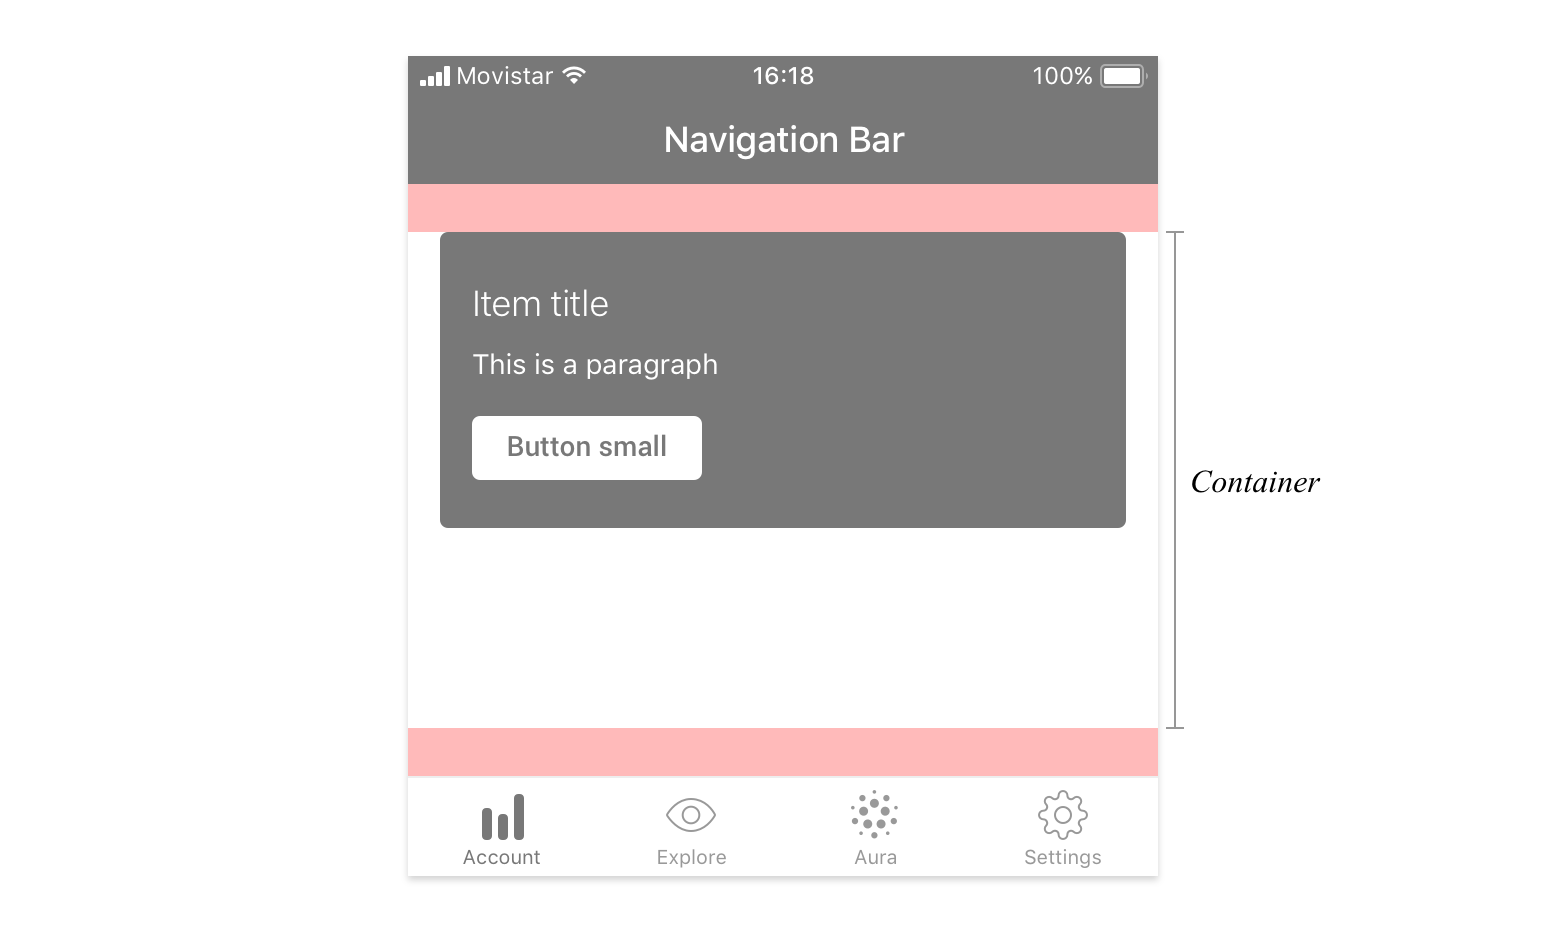 Movistar 16:18 100%
Navigation Bar
Item title
This is a paragraph
Button small
Container
Account Explore Aura Settings